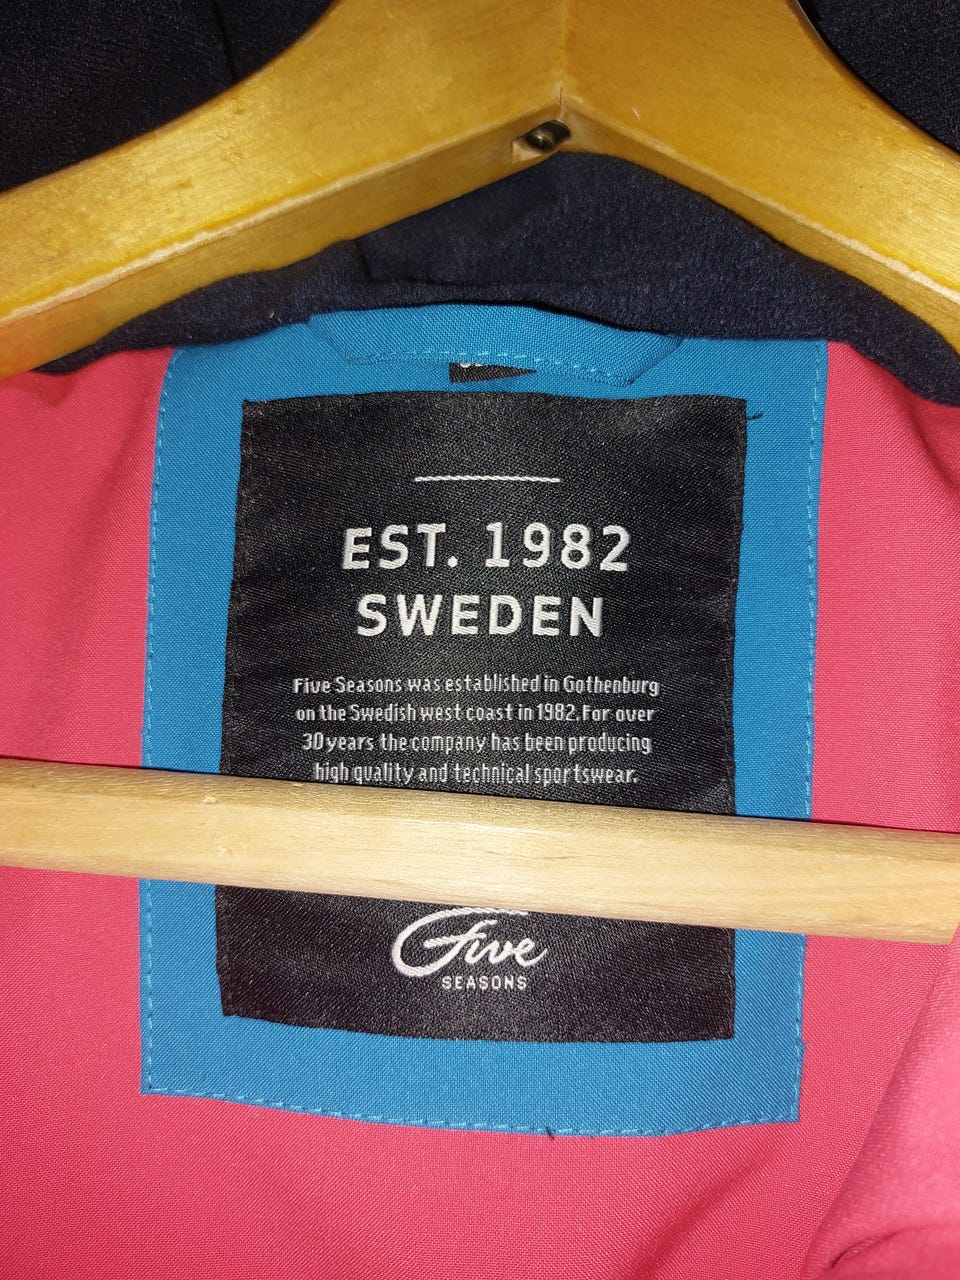 EST. 1982
SWEDEN
Five Seasons was established in Gothenburg
on the Swedish west coast in 1982. For over
30 years the company has been producing
high quality and technical sportswear.
Five
SEASONS